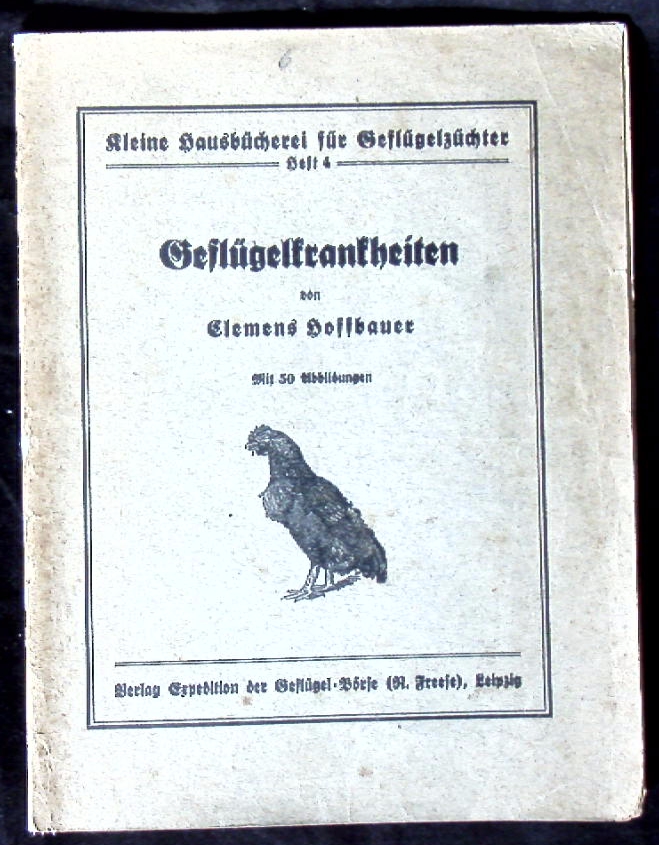 Kleine Hausbücherei für Geflügelzüchter
Heft 4
Geflügelkrankheiten
von
Clemens Hoffbauer
Mit 50 Abbildungen
Verlag Expedition der Geflügel-Börse (R. Freese), Leipzig